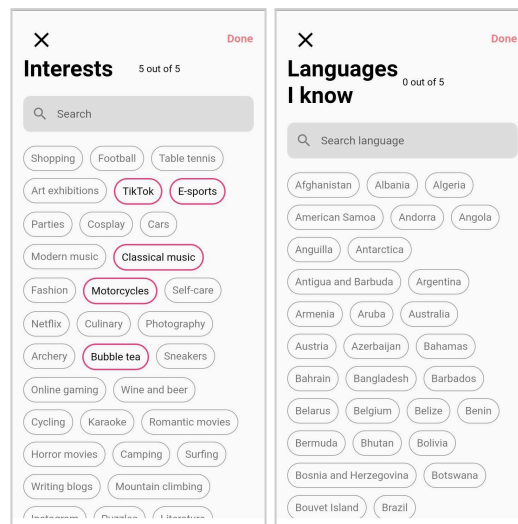 Done
Interests
5 out of 5
Search
Shopping Football Table tennis
Art exhibitions TikTok E-sports
Parties Cosplay Cars
Modern music Classical music
Fashion Motorcycles Self-care
Netflix Culinary Photography
Archery Bubble tea Sneakers
Online gaming Wine and beer
Cycling Karaoke Romantic movies
Horror movies Camping Surfing
Writing blogs Mountain climbing
Instagram Puzzles Literature
Done
Languages
I know
0 out of 5
Search language
Afghanistan Albania Algeria
American Samoa Andorra Angola
Anguilla Antarctica
Antigua and Barbuda Argentina
Armenia Aruba Australia
Austria Azerbaijan Bahamas
Bahrain Bangladesh Barbados
Belarus Belgium Belize Benin
Bermuda Bhutan Bolivia
Bosnia and Herzegovina Botswana
Bouvet Island Brazil